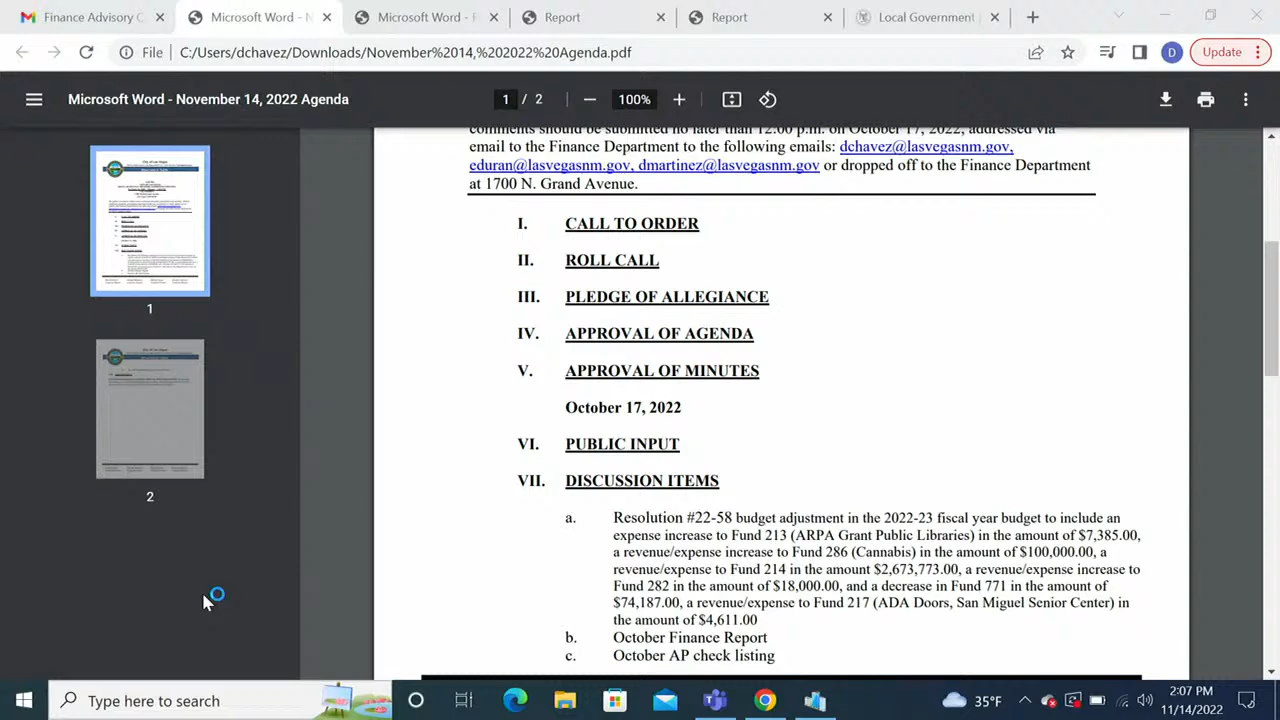 Finance Advisory C
Microsoft Word - N
Microsoft Word - F
Report
Report
Local Government
File
C:/Users/dchavez/Downloads/November%2014,%202022%20Agenda.pdf
D
Update
Microsoft Word - November 14, 2022 Agenda
1 / 2
100%
comments should be submitted no later than 12:00 p.m. on October 17, 2022, addressed via
email to the Finance Department to the following emails: dchavez@lasvegasnm.gov,
eduran@lasvegasnm.gov, dmartinez@lasvegasnm.gov or dropped off to the Finance Department
at 1700 N. Grand Avenue.
I. CALL TO ORDER
II. ROLL CALL
III. PLEDGE OF ALLEGIANCE
IV. APPROVAL OF AGENDA
V. APPROVAL OF MINUTES
October 17, 2022
VI. PUBLIC INPUT
VII. DISCUSSION ITEMS
a. Resolution #22-58 budget adjustment in the 2022-23 fiscal year budget to include an
expense increase to Fund 213 (ARPA Grant Public Libraries) in the amount of $7,385.00,
a revenue/expense increase to Fund 286 (Cannabis) in the amount of $100,000.00, a
revenue/expense to Fund 214 in the amount of $2,673,773.00, a revenue/expense increase to
Fund 282 in the amount of $18,000.00, and a decrease in Fund 771 in the amount of
$74,187.00, a revenue/expense to Fund 217 (ADA Doors, San Miguel Senior Center) in
the amount of $4,611.00
b. October Finance Report
c. October AP check listing
1
2
Type here to search
35°F
2:07 PM
11/14/2022